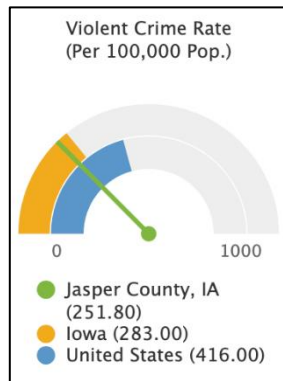 Violent Crime Rate
(Per 100,000 Pop.)
0
1000
Jasper County, IA
(251.80)
Iowa (283.00)
United States (416.00)